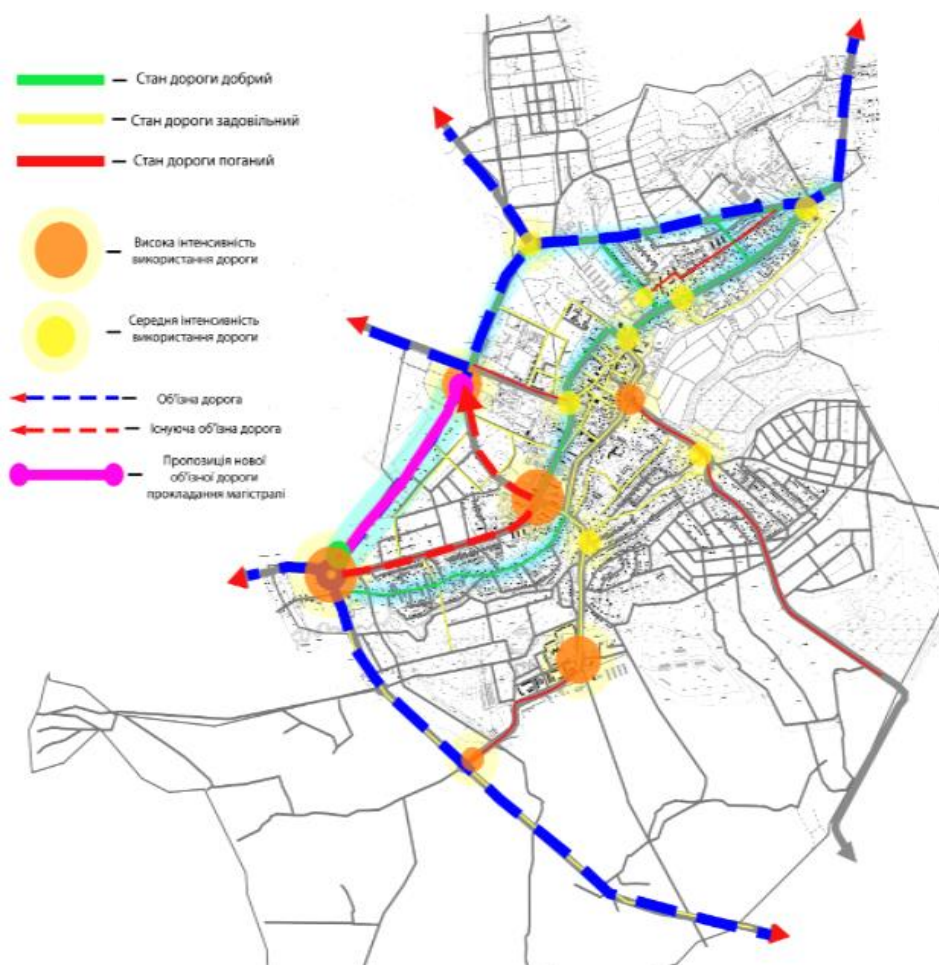 Стан дороги добрий
Стан дороги задовільний
Стан дороги поганий
Висока інтенсивність
використання дороги
Середня інтенсивність
використання дороги
Об'їзна дорога
Існуюча об'їзна дорога
Пропозиція нової
об'їзної дороги
прокладання магістралі